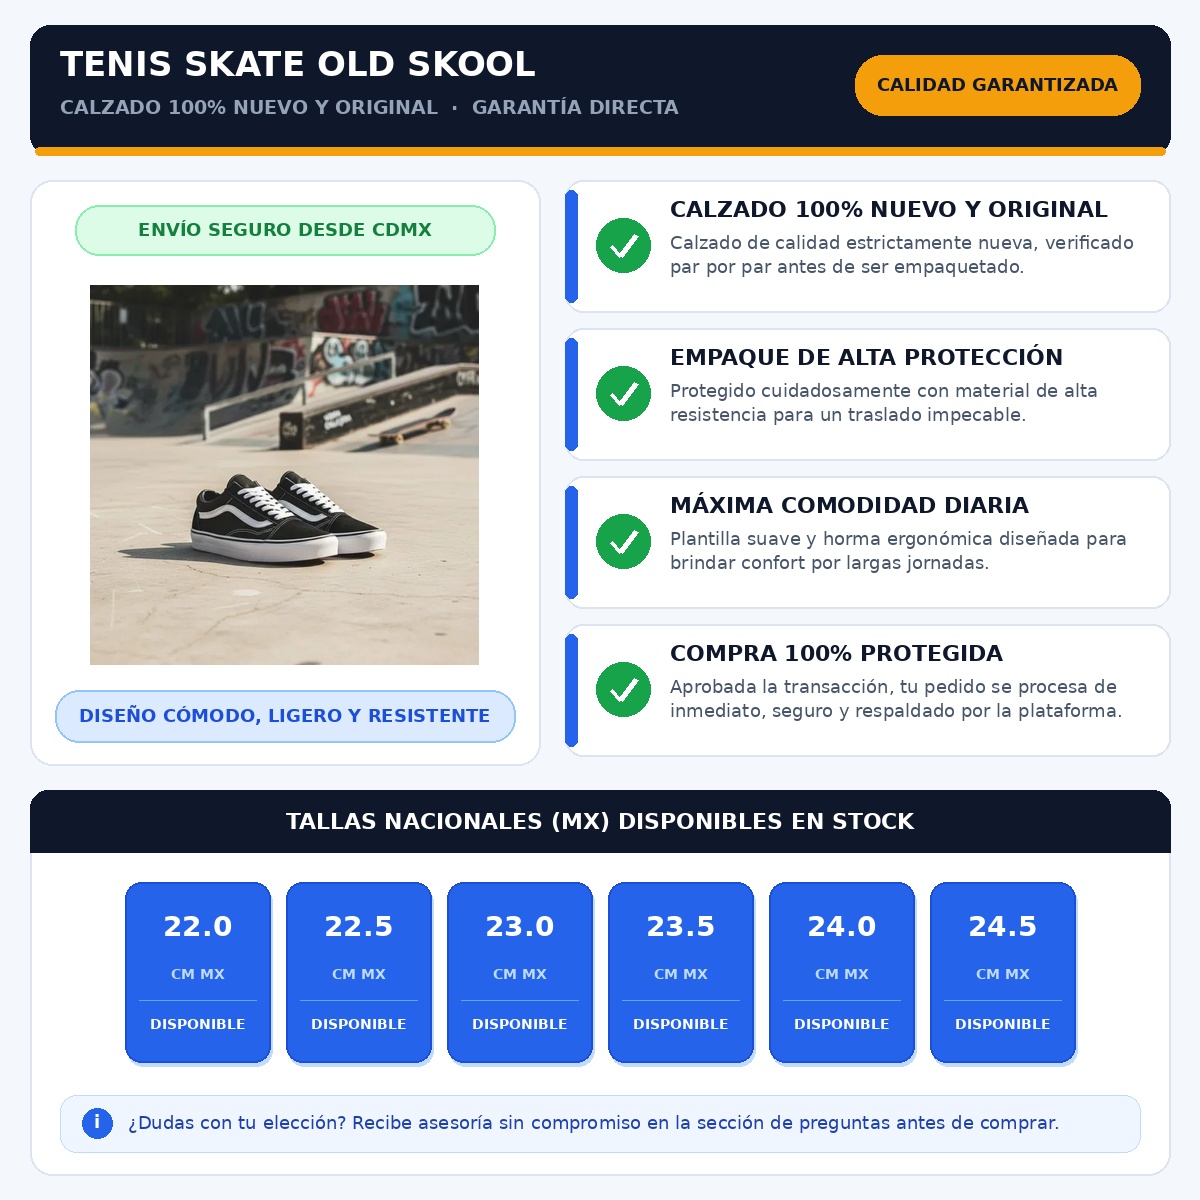 TENIS SKATE OLD SKOOL
CALZADO 100% NUEVO Y ORIGINAL · GARANTÍA DIRECTA
CALIDAD GARANTIZADA
ENVÍO SEGURO DESDE CDMX
DISEÑO CÓMODO, LIGERO Y RESISTENTE
CALZADO 100% NUEVO Y ORIGINAL
Calzado de calidad estrictamente nueva, verificado
par por par antes de ser empaquetado.
EMPAQUE DE ALTA PROTECCIÓN
Protegido cuidadosamente con material de alta
resistencia para un traslado impecable.
MÁXIMA COMODIDAD DIARIA
Plantilla suave y horma ergonómica diseñada para
brindar confort por largas jornadas.
COMPRA 100% PROTEGIDA
Aprobada la transacción, tu pedido se procesa de
inmediato, seguro y respaldado por la plataforma.
TALLAS NACIONALES (MX) DISPONIBLES EN STOCK
22.0
CM MX
DISPONIBLE
22.5
CM MX
DISPONIBLE
23.0
CM MX
DISPONIBLE
23.5
CM MX
DISPONIBLE
24.0
CM MX
DISPONIBLE
24.5
CM MX
DISPONIBLE
i ¿Dudas con tu elección? Recibe asesoría sin compromiso en la sección de preguntas antes de comprar.